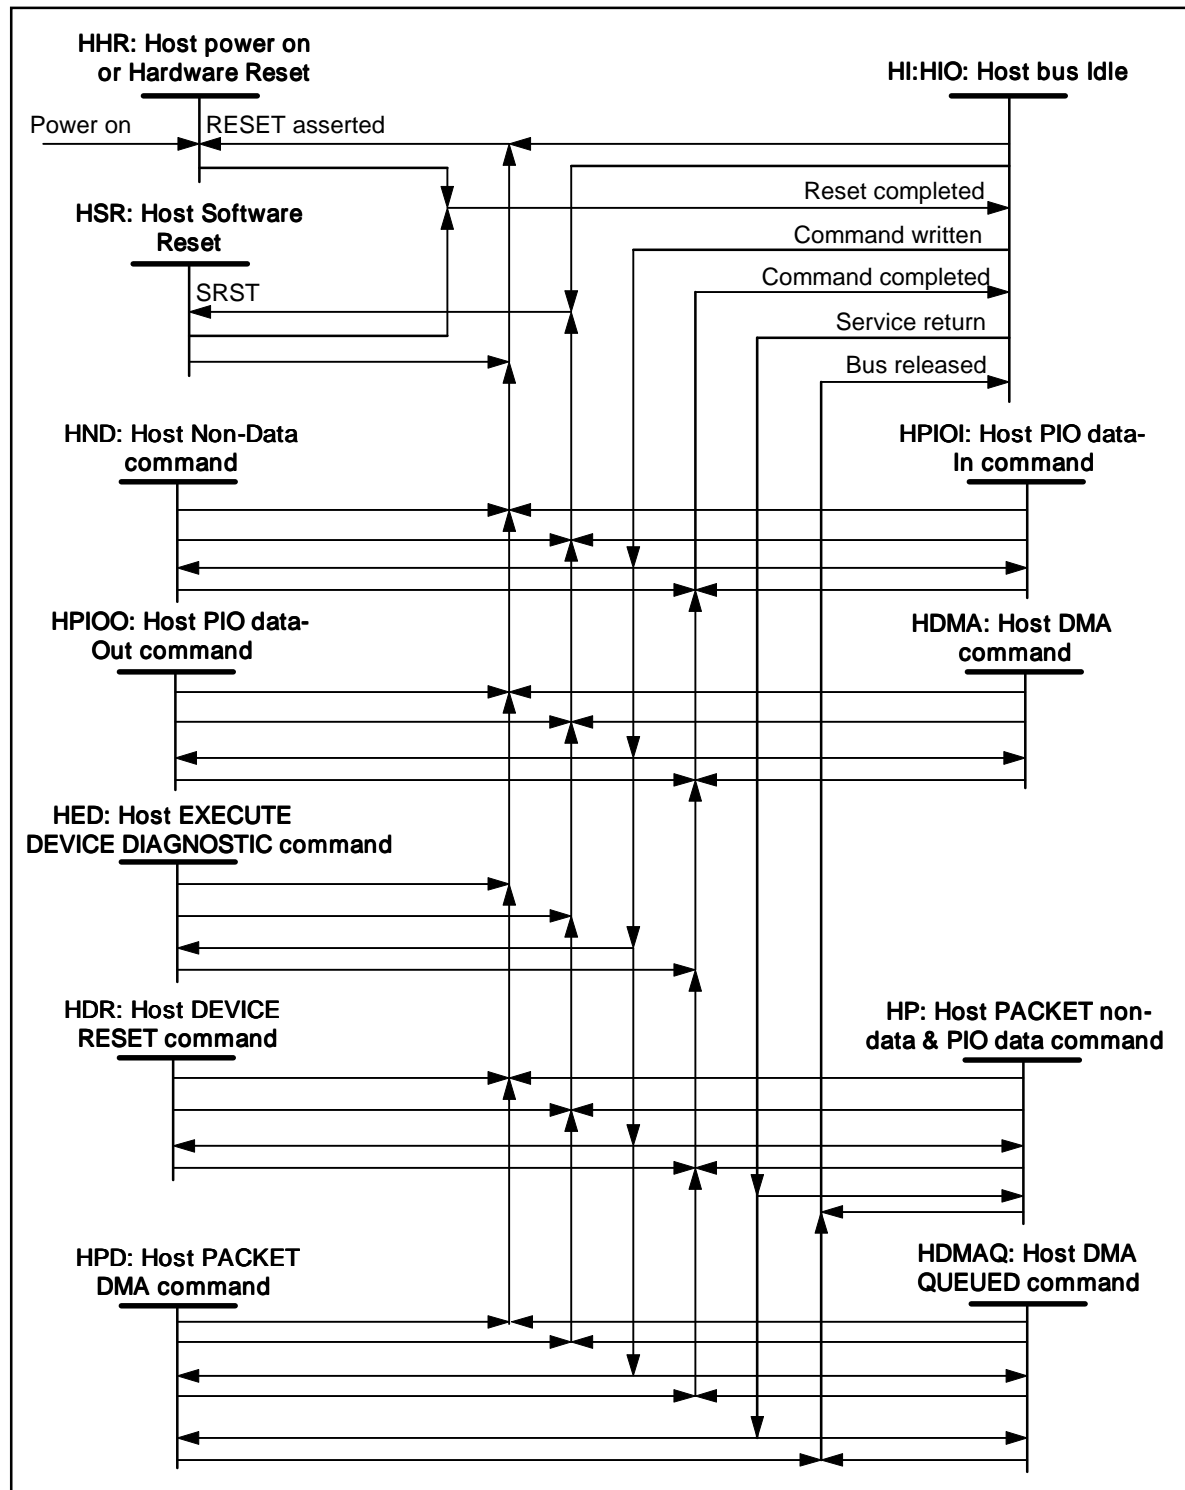 HHR: Host power on
or Hardware Reset
HI:HIO: Host bus Idle
Power on
RESET asserted
Reset completed
HSR: Host Software
Reset
Command written
Command completed
SRST
Service return
Bus released
HND: Host Non-Data
command
HPIOI: Host PIO data-
In command
HPIOO: Host PIO data-
Out command
HDMA: Host DMA
command
HED: Host EXECUTE
DEVICE DIAGNOSTIC command
HDR: Host DEVICE
RESET command
HP: Host PACKET non-
data & PIO data command
HPD: Host PACKET
DMA command
HDMAQ: Host DMA
QUEUED command